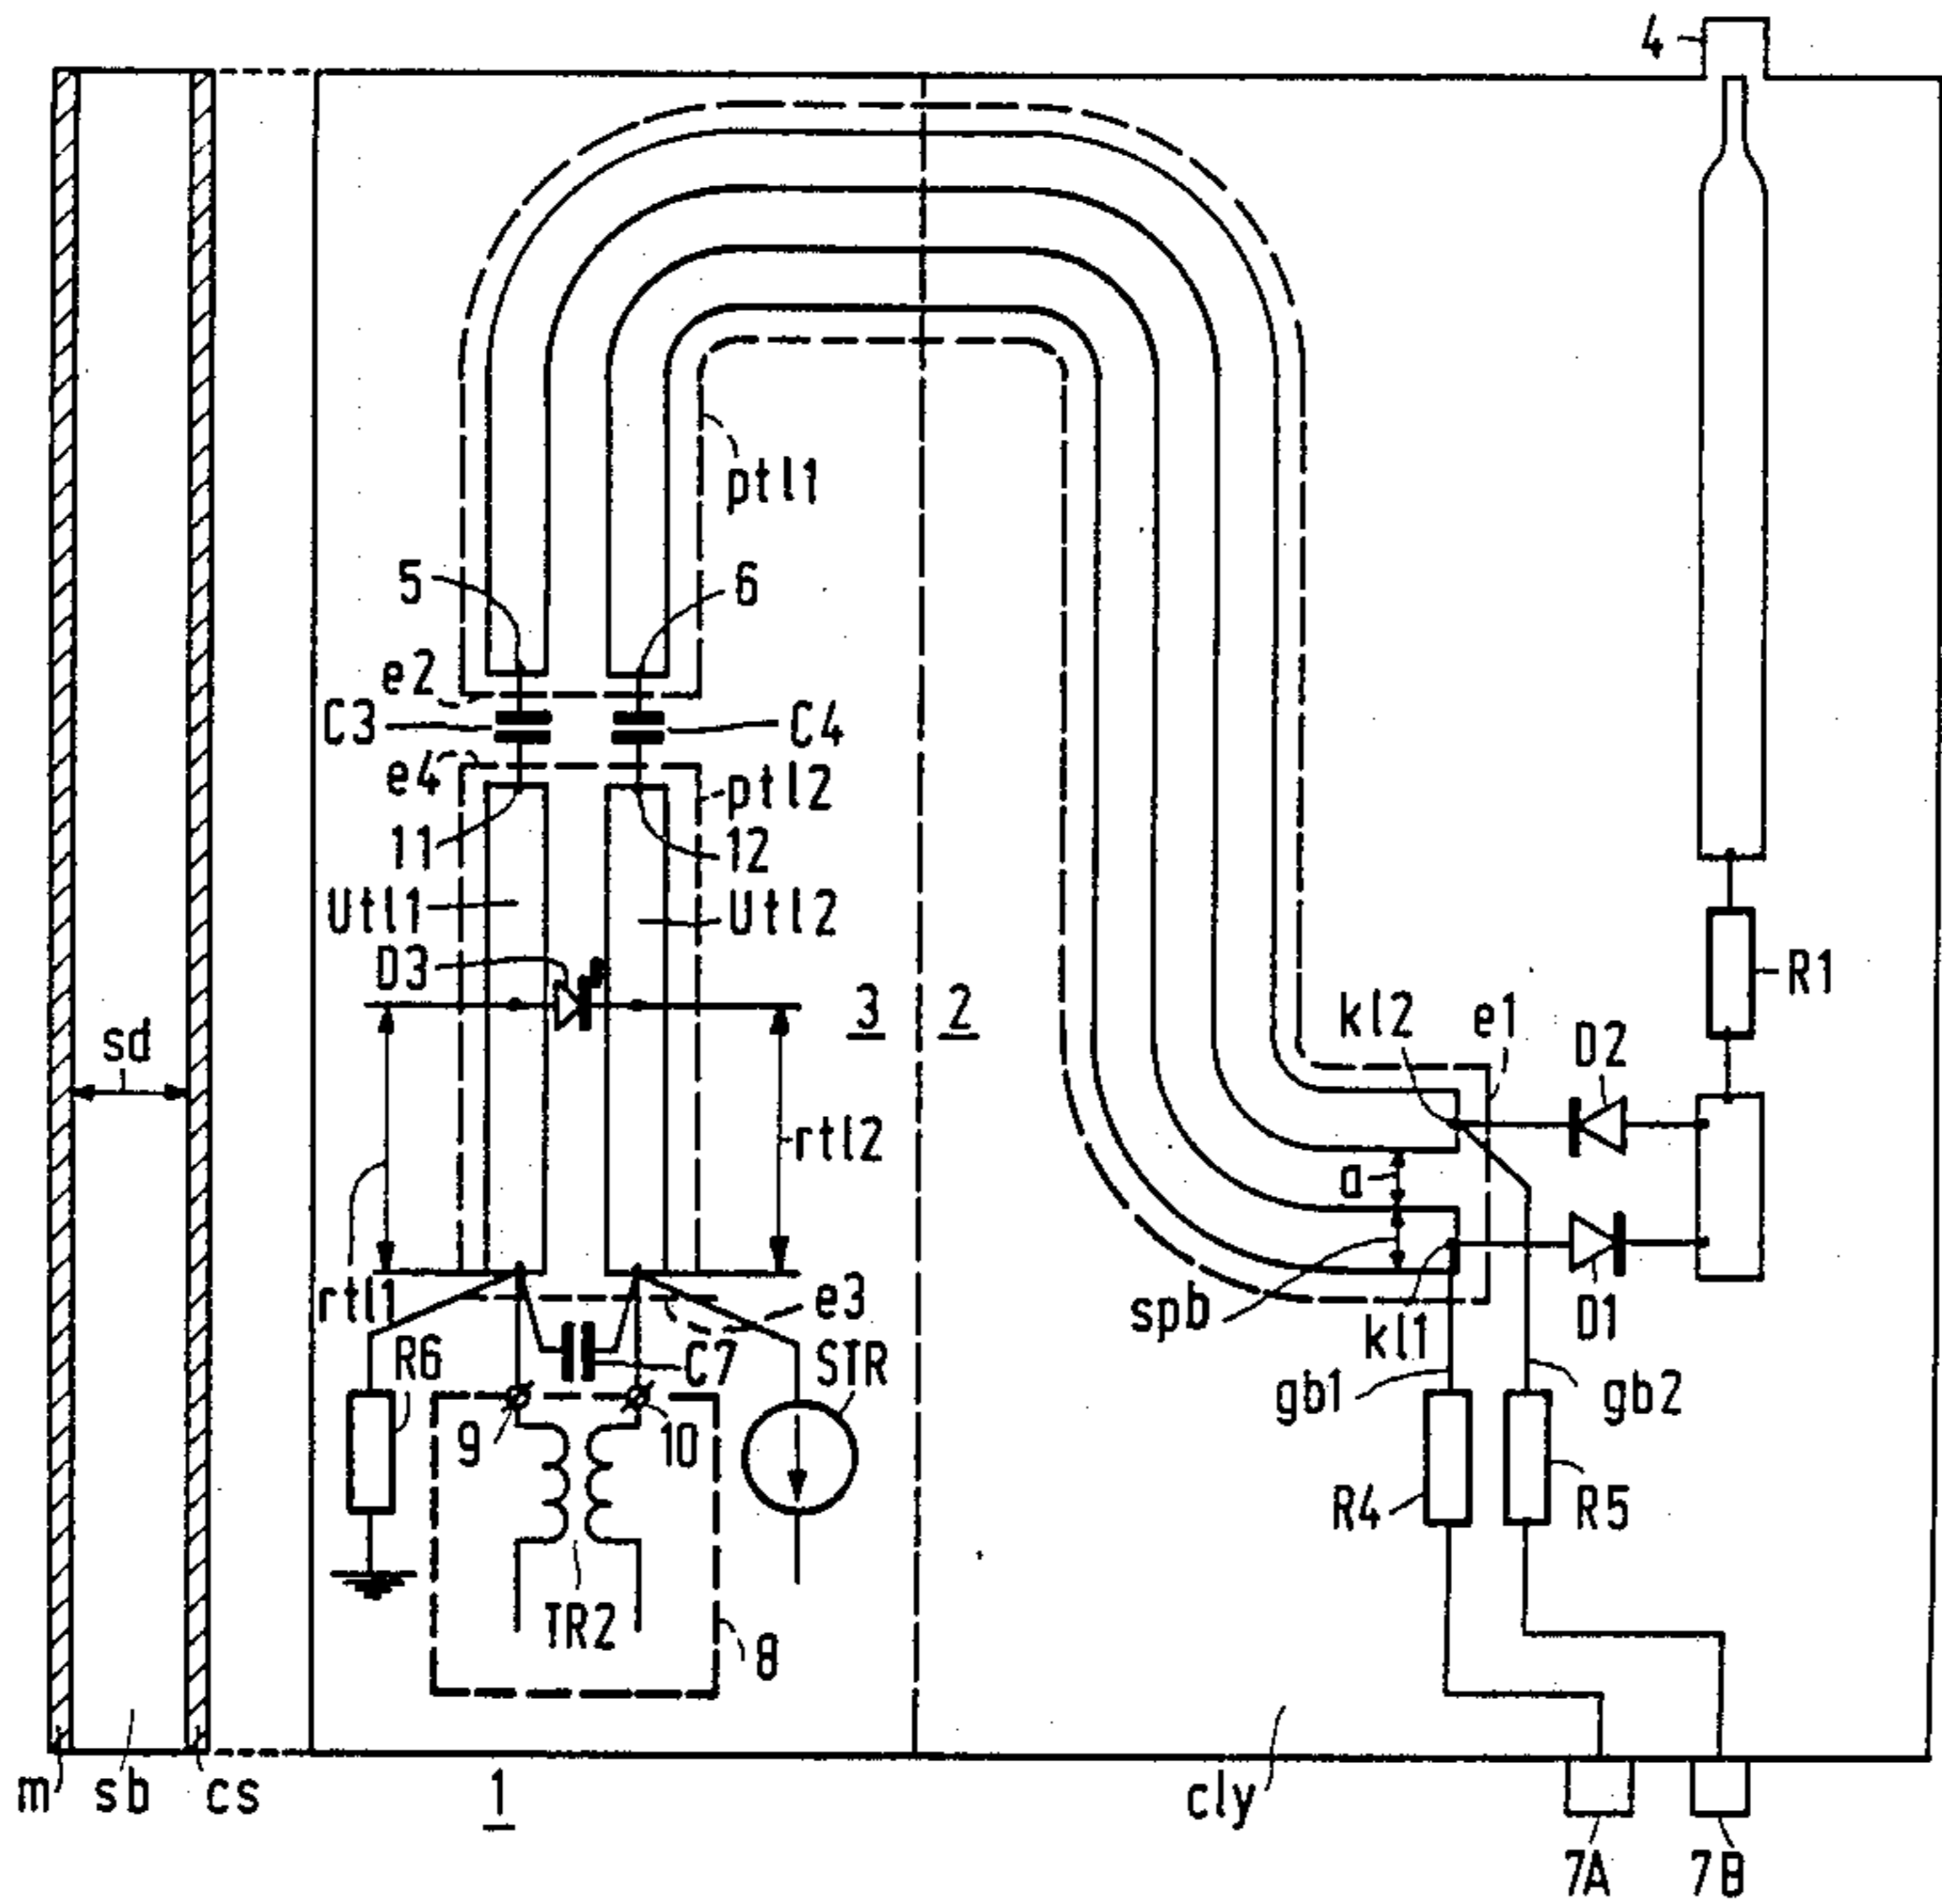 4
ptl1
5
6
e2
C3
C4
e4
ptl2
11
12
Utl1
Utl2
D3
3
2
kl2
e1
D2
R1
sd
rtl2
a
rtl1
e3
spb
kl1
D1
R6
C7
STR
gb1
gb2
9
10
R4
R5
TR2
8
m
sb
cs
1
cly
7A
7B